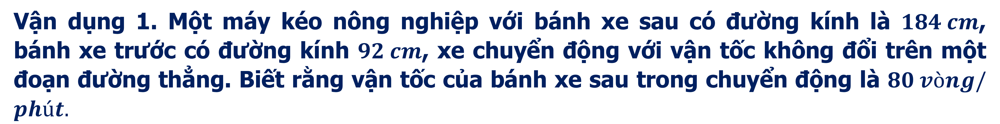 Vận dụng 1. Một máy kéo nông nghiệp với bánh xe sau có đường kính là 184 cm,
bánh xe trước có đường kính 92 cm, xe chuyển động với vận tốc không đổi trên một
đoạn đường thẳng. Biết rằng vận tốc của bánh xe sau trong chuyển động là 80 vòng/
phút.